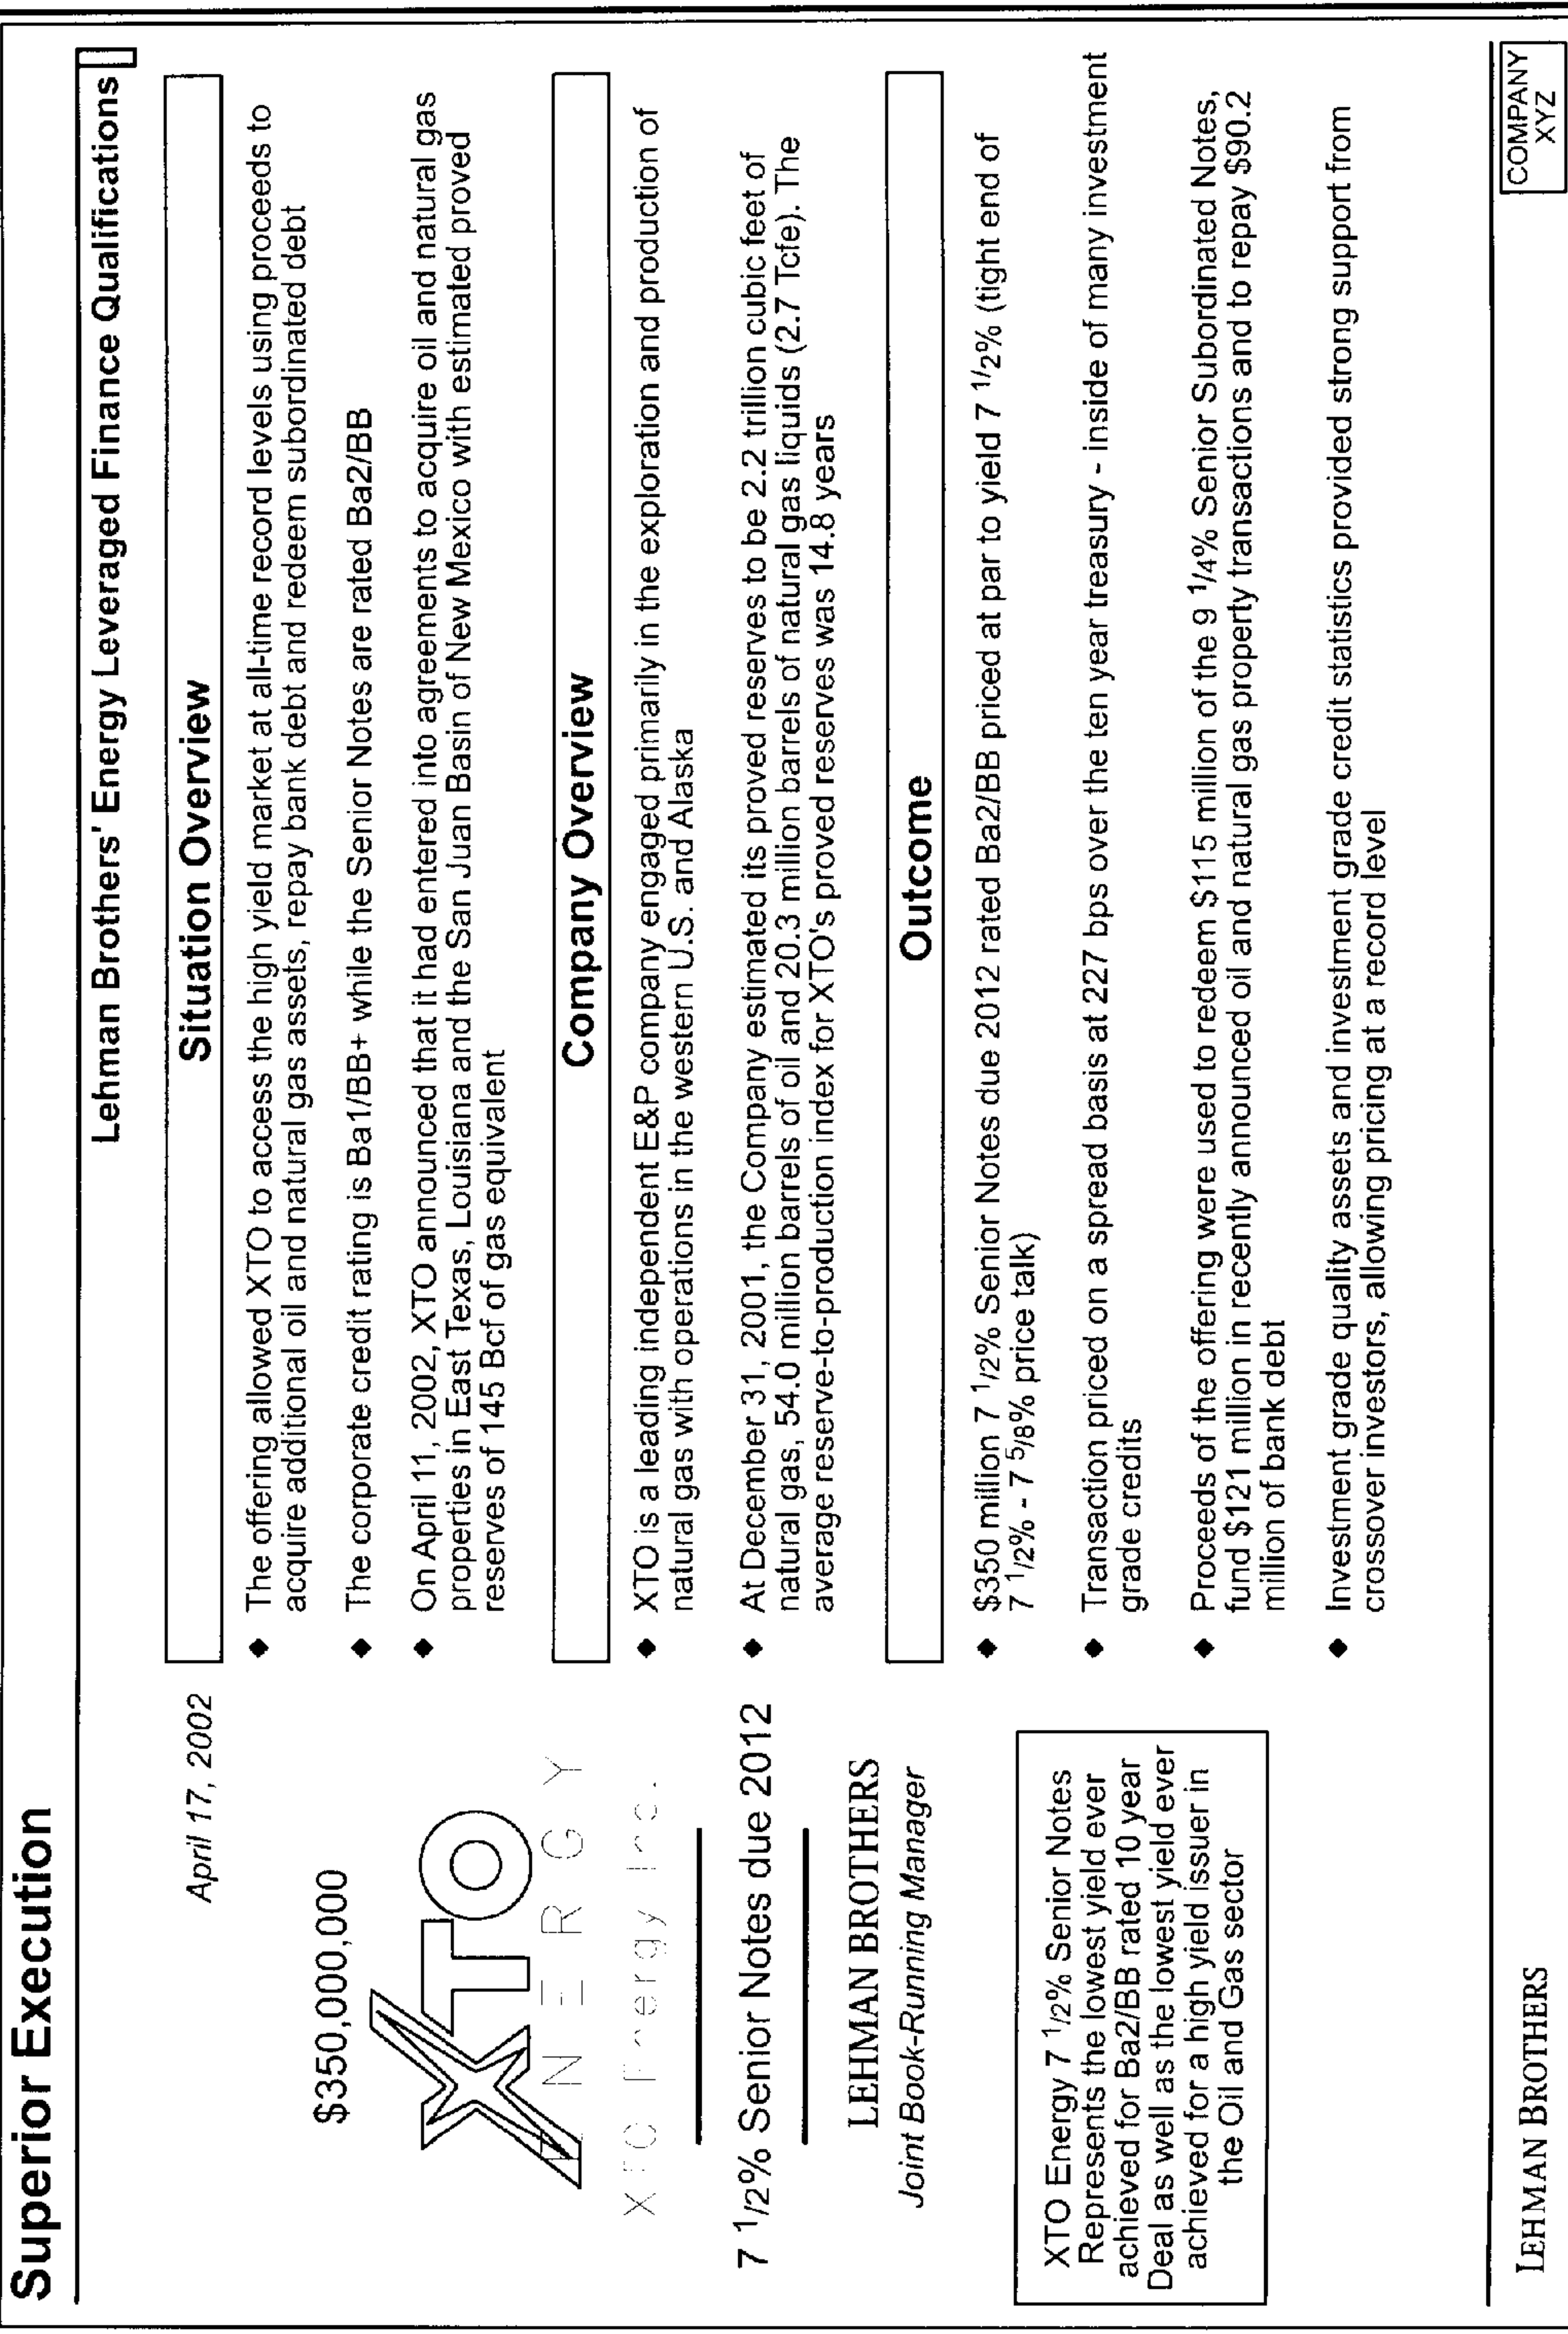 Superior Execution
Lehman Brothers' Energy Leveraged Finance Qualifications
April 17, 2002
$350,000,000
XTO
ENERGY
XTO Energy Inc.
7 1/2% Senior Notes due 2012
LEHMAN BROTHERS
Joint Book-Running Manager
XTO Energy 7 1/2% Senior Notes
Represents the lowest yield ever
achieved for Ba2/BB rated 10 year
Deal as well as the lowest yield ever
achieved for a high yield issuer in
the Oil and Gas sector
Situation Overview
◆ The offering allowed XTO to access the high yield market at all-time record levels using proceeds to
acquire additional oil and natural gas assets, repay bank debt and redeem subordinated debt
◆ The corporate credit rating is Ba1/BB+ while the Senior Notes are rated Ba2/BB
◆ On April 11, 2002, XTO announced that it had entered into agreements to acquire oil and natural gas
properties in East Texas, Louisiana and the San Juan Basin of New Mexico with estimated proved
reserves of 145 Bcf of gas equivalent
Company Overview
◆ XTO is a leading independent E&P company engaged primarily in the exploration and production of
natural gas with operations in the western U.S. and Alaska
◆ At December 31, 2001, the Company estimated its proved reserves to be 2.2 trillion cubic feet of
natural gas, 54.0 million barrels of oil and 20.3 million barrels of natural gas liquids (2.7 Tcfe). The
average reserve-to-production index for XTO's proved reserves was 14.8 years
Outcome
◆ $350 million 7 1/2% Senior Notes due 2012 rated Ba2/BB priced at par to yield 7 1/2% (tight end of
7 1/2% - 7 5/8% price talk)
◆ Transaction priced on a spread basis at 227 bps over the ten year treasury - inside of many investment
grade credits
◆ Proceeds of the offering were used to redeem $115 million of the 9 1/4% Senior Subordinated Notes,
fund $121 million in recently announced oil and natural gas property transactions and to repay $90.2
million of bank debt
◆ Investment grade quality assets and investment grade credit statistics provided strong support from
crossover investors, allowing pricing at a record level
LEHMAN BROTHERS
COMPANY
XYZ